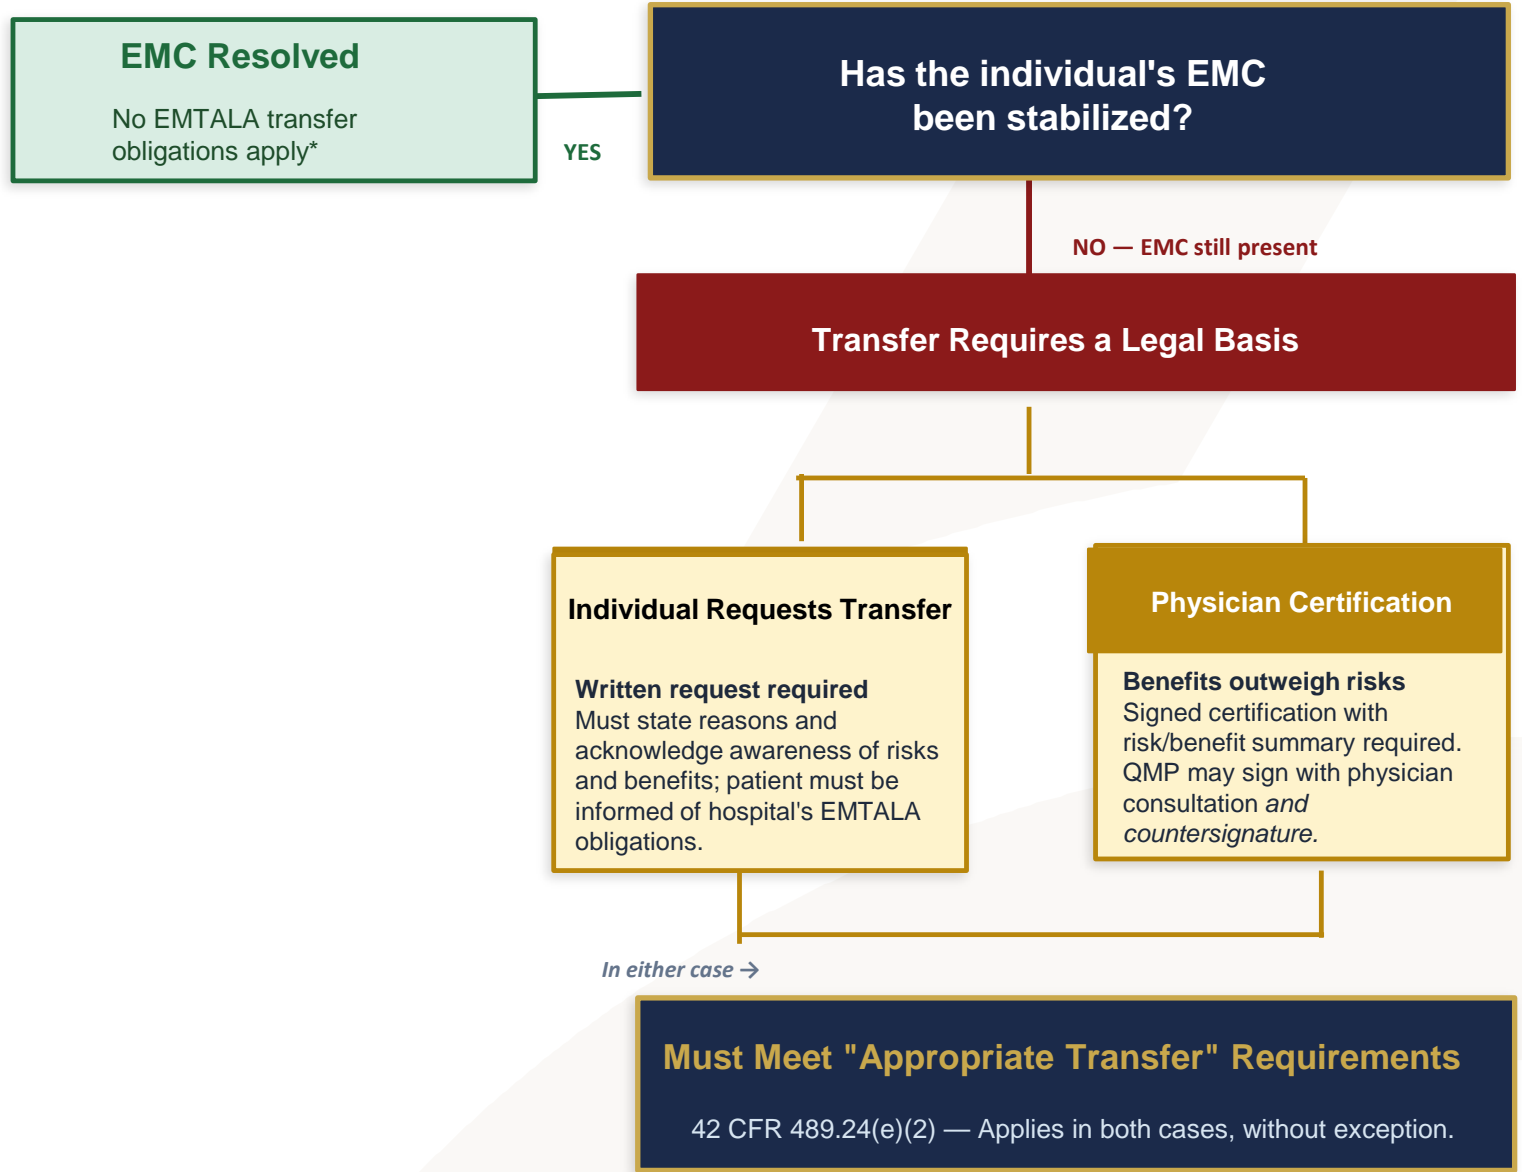 EMC Resolved
No EMTALA transfer
obligations apply*
YES
Has the individual's EMC
been stabilized?
NO — EMC still present
Transfer Requires a Legal Basis
Individual Requests Transfer
Written request required
Must state reasons and
acknowledge awareness of risks
and benefits; patient must be
informed of hospital's EMTALA
obligations.
Physician Certification
Benefits outweigh risks
Signed certification with
risk/benefit summary required.
QMP may sign with physician
consultation and
countersignature.
In either case →
Must Meet "Appropriate Transfer" Requirements
42 CFR 489.24(e)(2) — Applies in both cases, without exception.